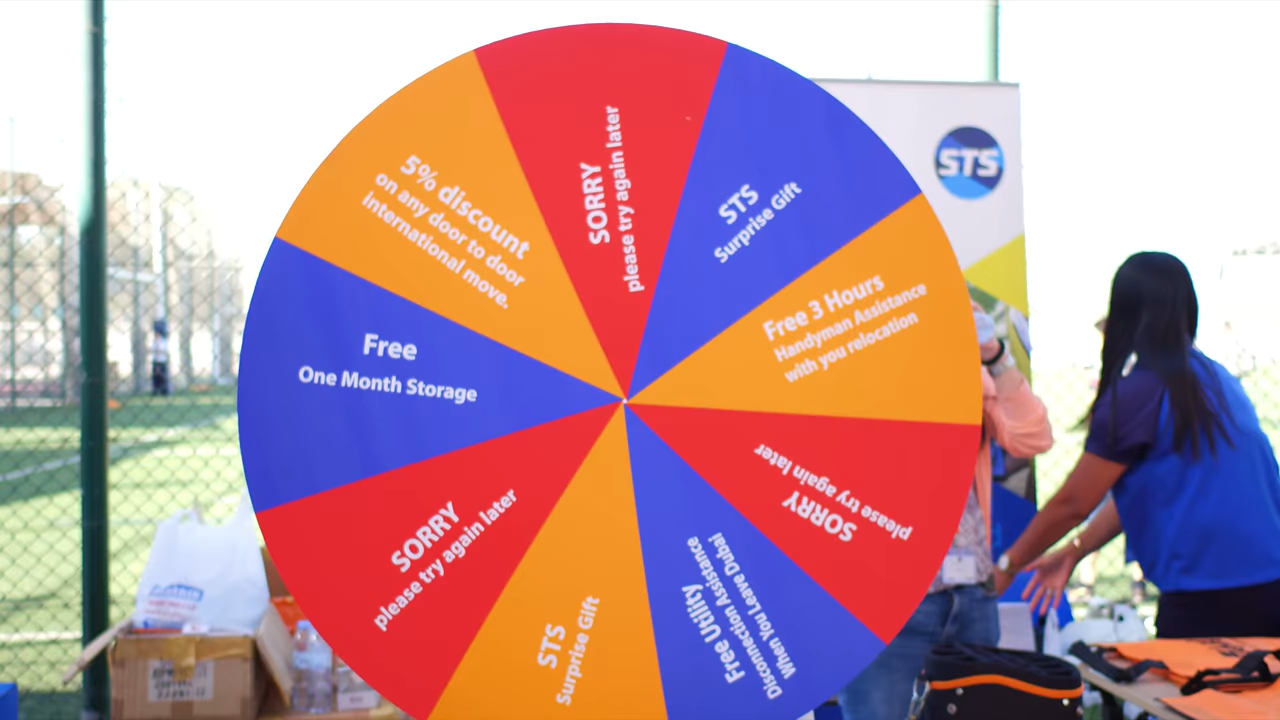 SORRY
please try again later
STS
Surprise Gift
Free 3 Hours
Handyman Assistance
with you relocation
SORRY
please try again later
Free Utility
Disconnection Assistance
When You Leave Dubai
STS
Surprise Gift
SORRY
please try again later
Free
One Month Storage
5% discount
on any door to door
international move.
STS